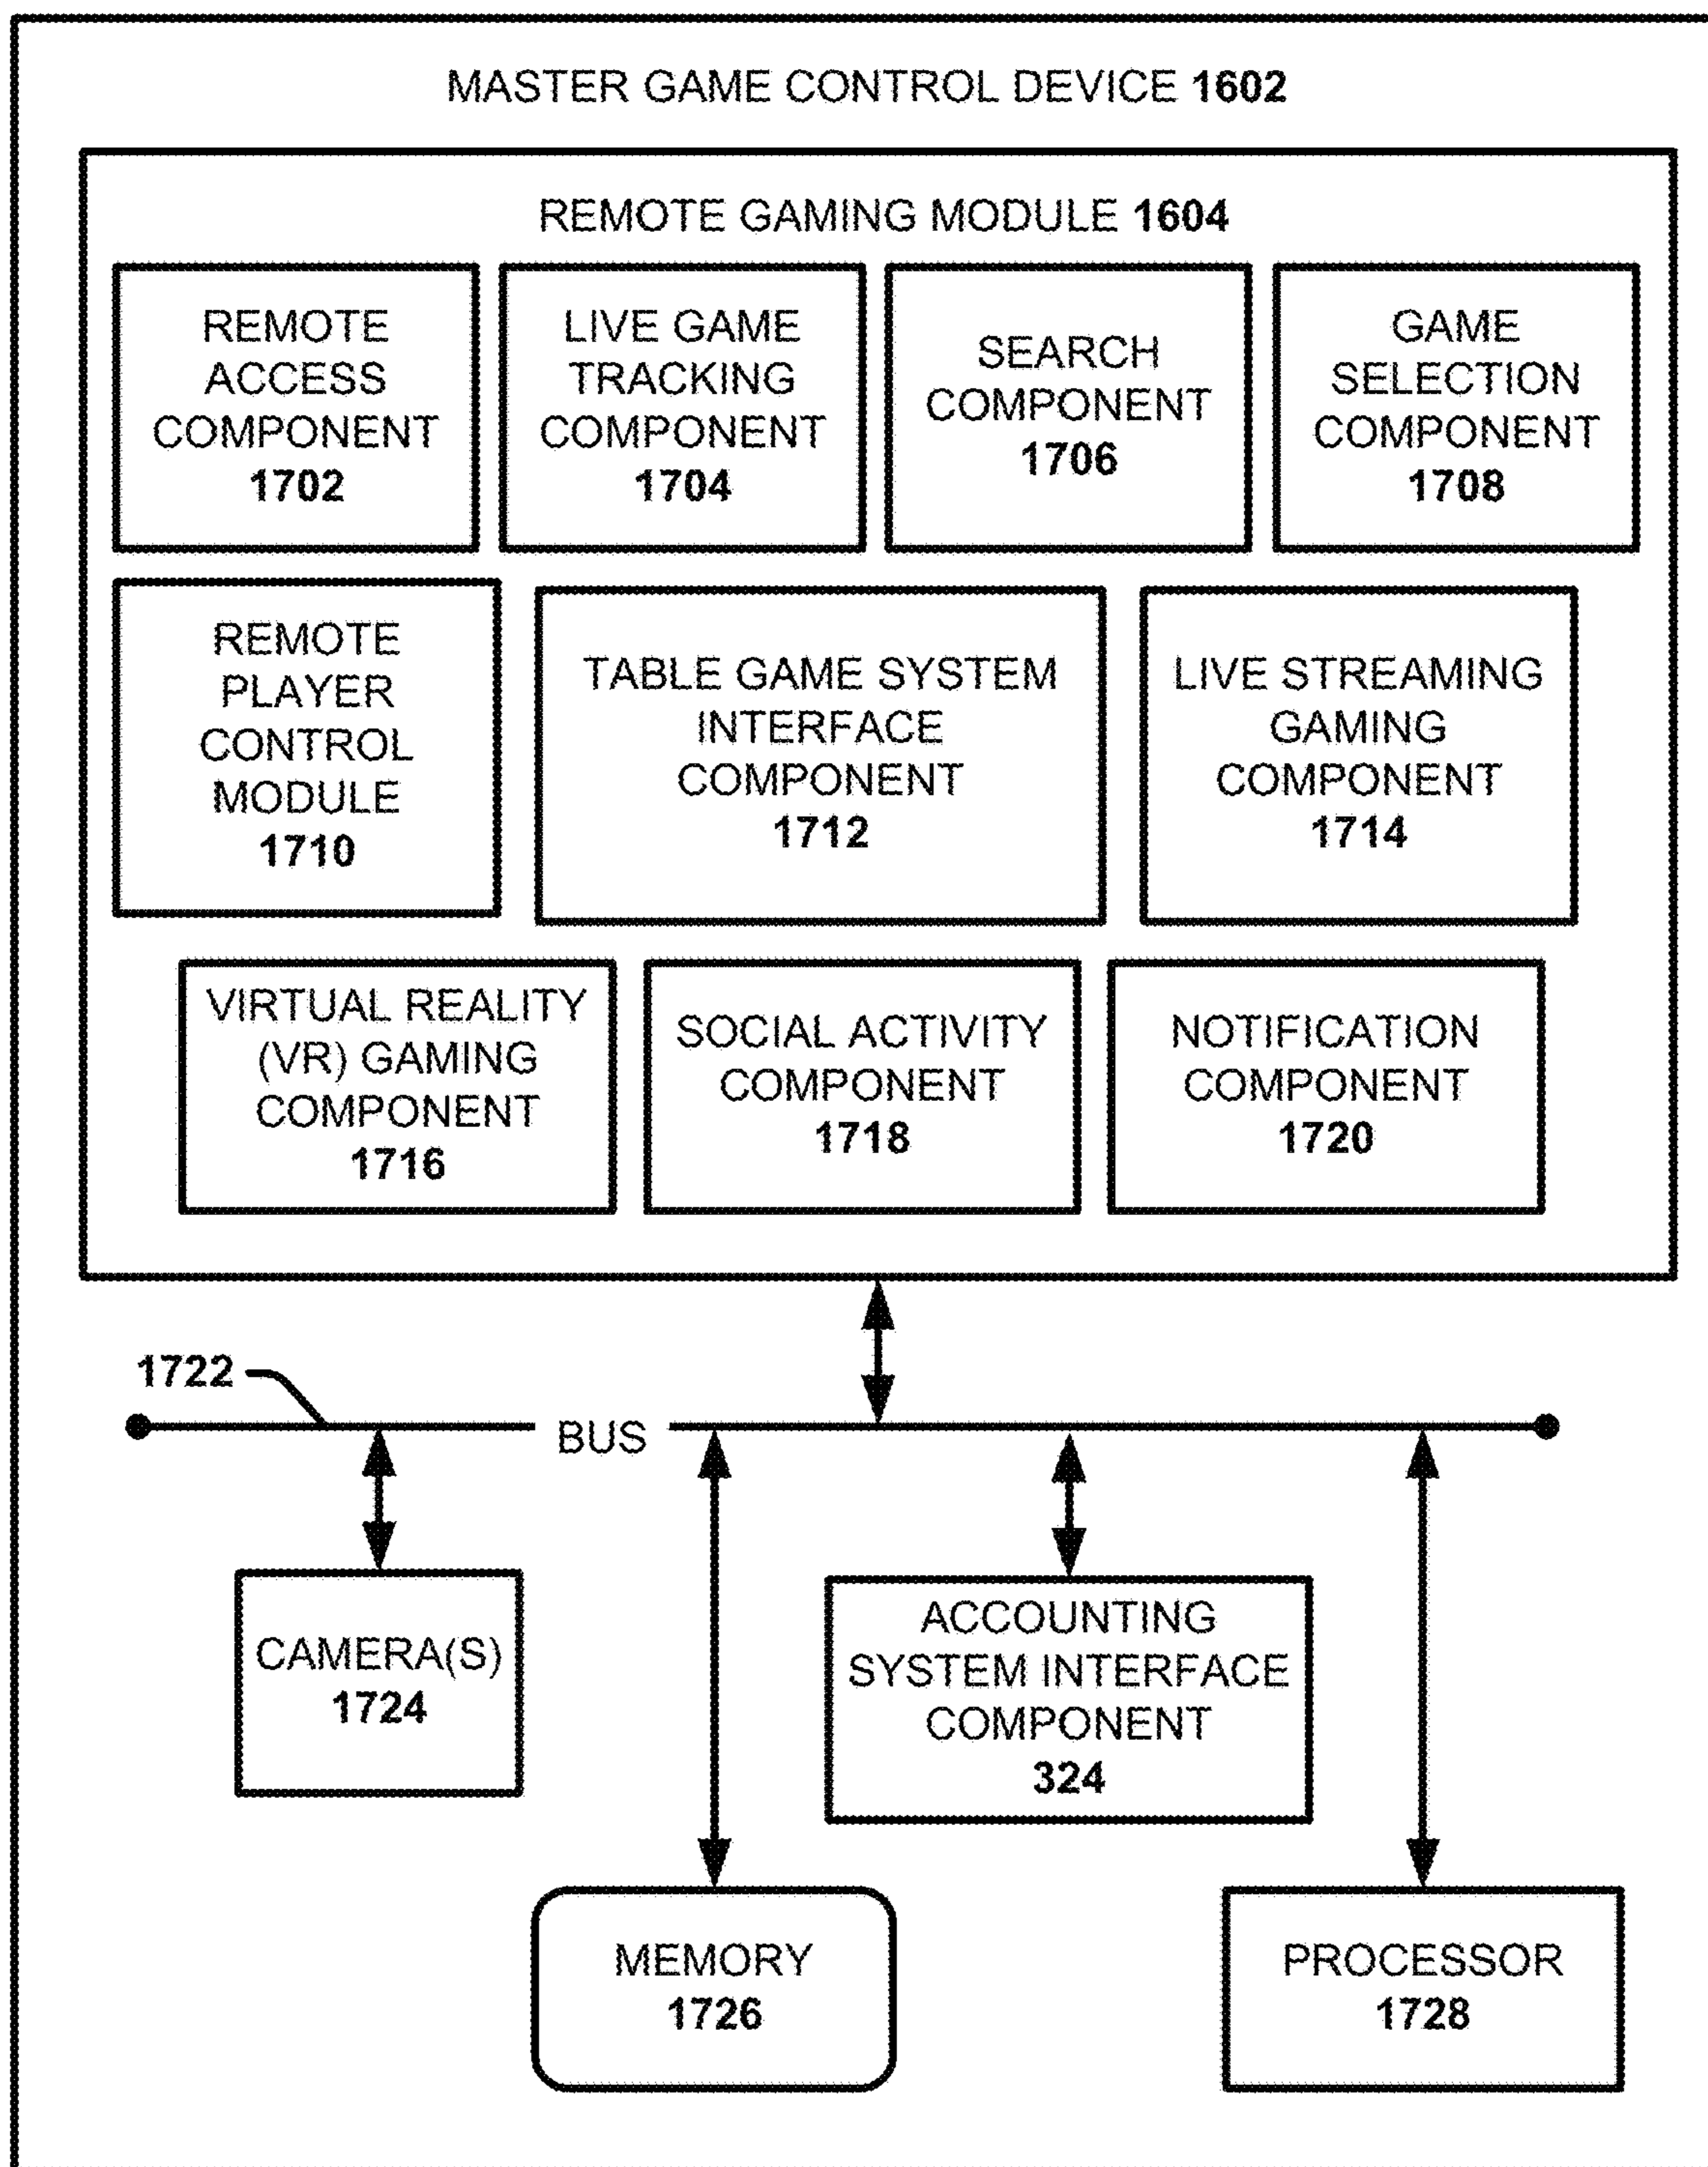 MASTER GAME CONTROL DEVICE 1602
REMOTE GAMING MODULE 1604
REMOTE
ACCESS
COMPONENT
1702
LIVE GAME
TRACKING
COMPONENT
1704
SEARCH
COMPONENT
1706
GAME
SELECTION
COMPONENT
1708
REMOTE
PLAYER
CONTROL
MODULE
1710
TABLE GAME SYSTEM
INTERFACE
COMPONENT
1712
LIVE STREAMING
GAMING
COMPONENT
1714
VIRTUAL REALITY
(VR) GAMING
COMPONENT
1716
SOCIAL ACTIVITY
COMPONENT
1718
NOTIFICATION
COMPONENT
1720
1722
BUS
CAMERA(S)
1724
ACCOUNTING
SYSTEM INTERFACE
COMPONENT
324
MEMORY
1726
PROCESSOR
1728